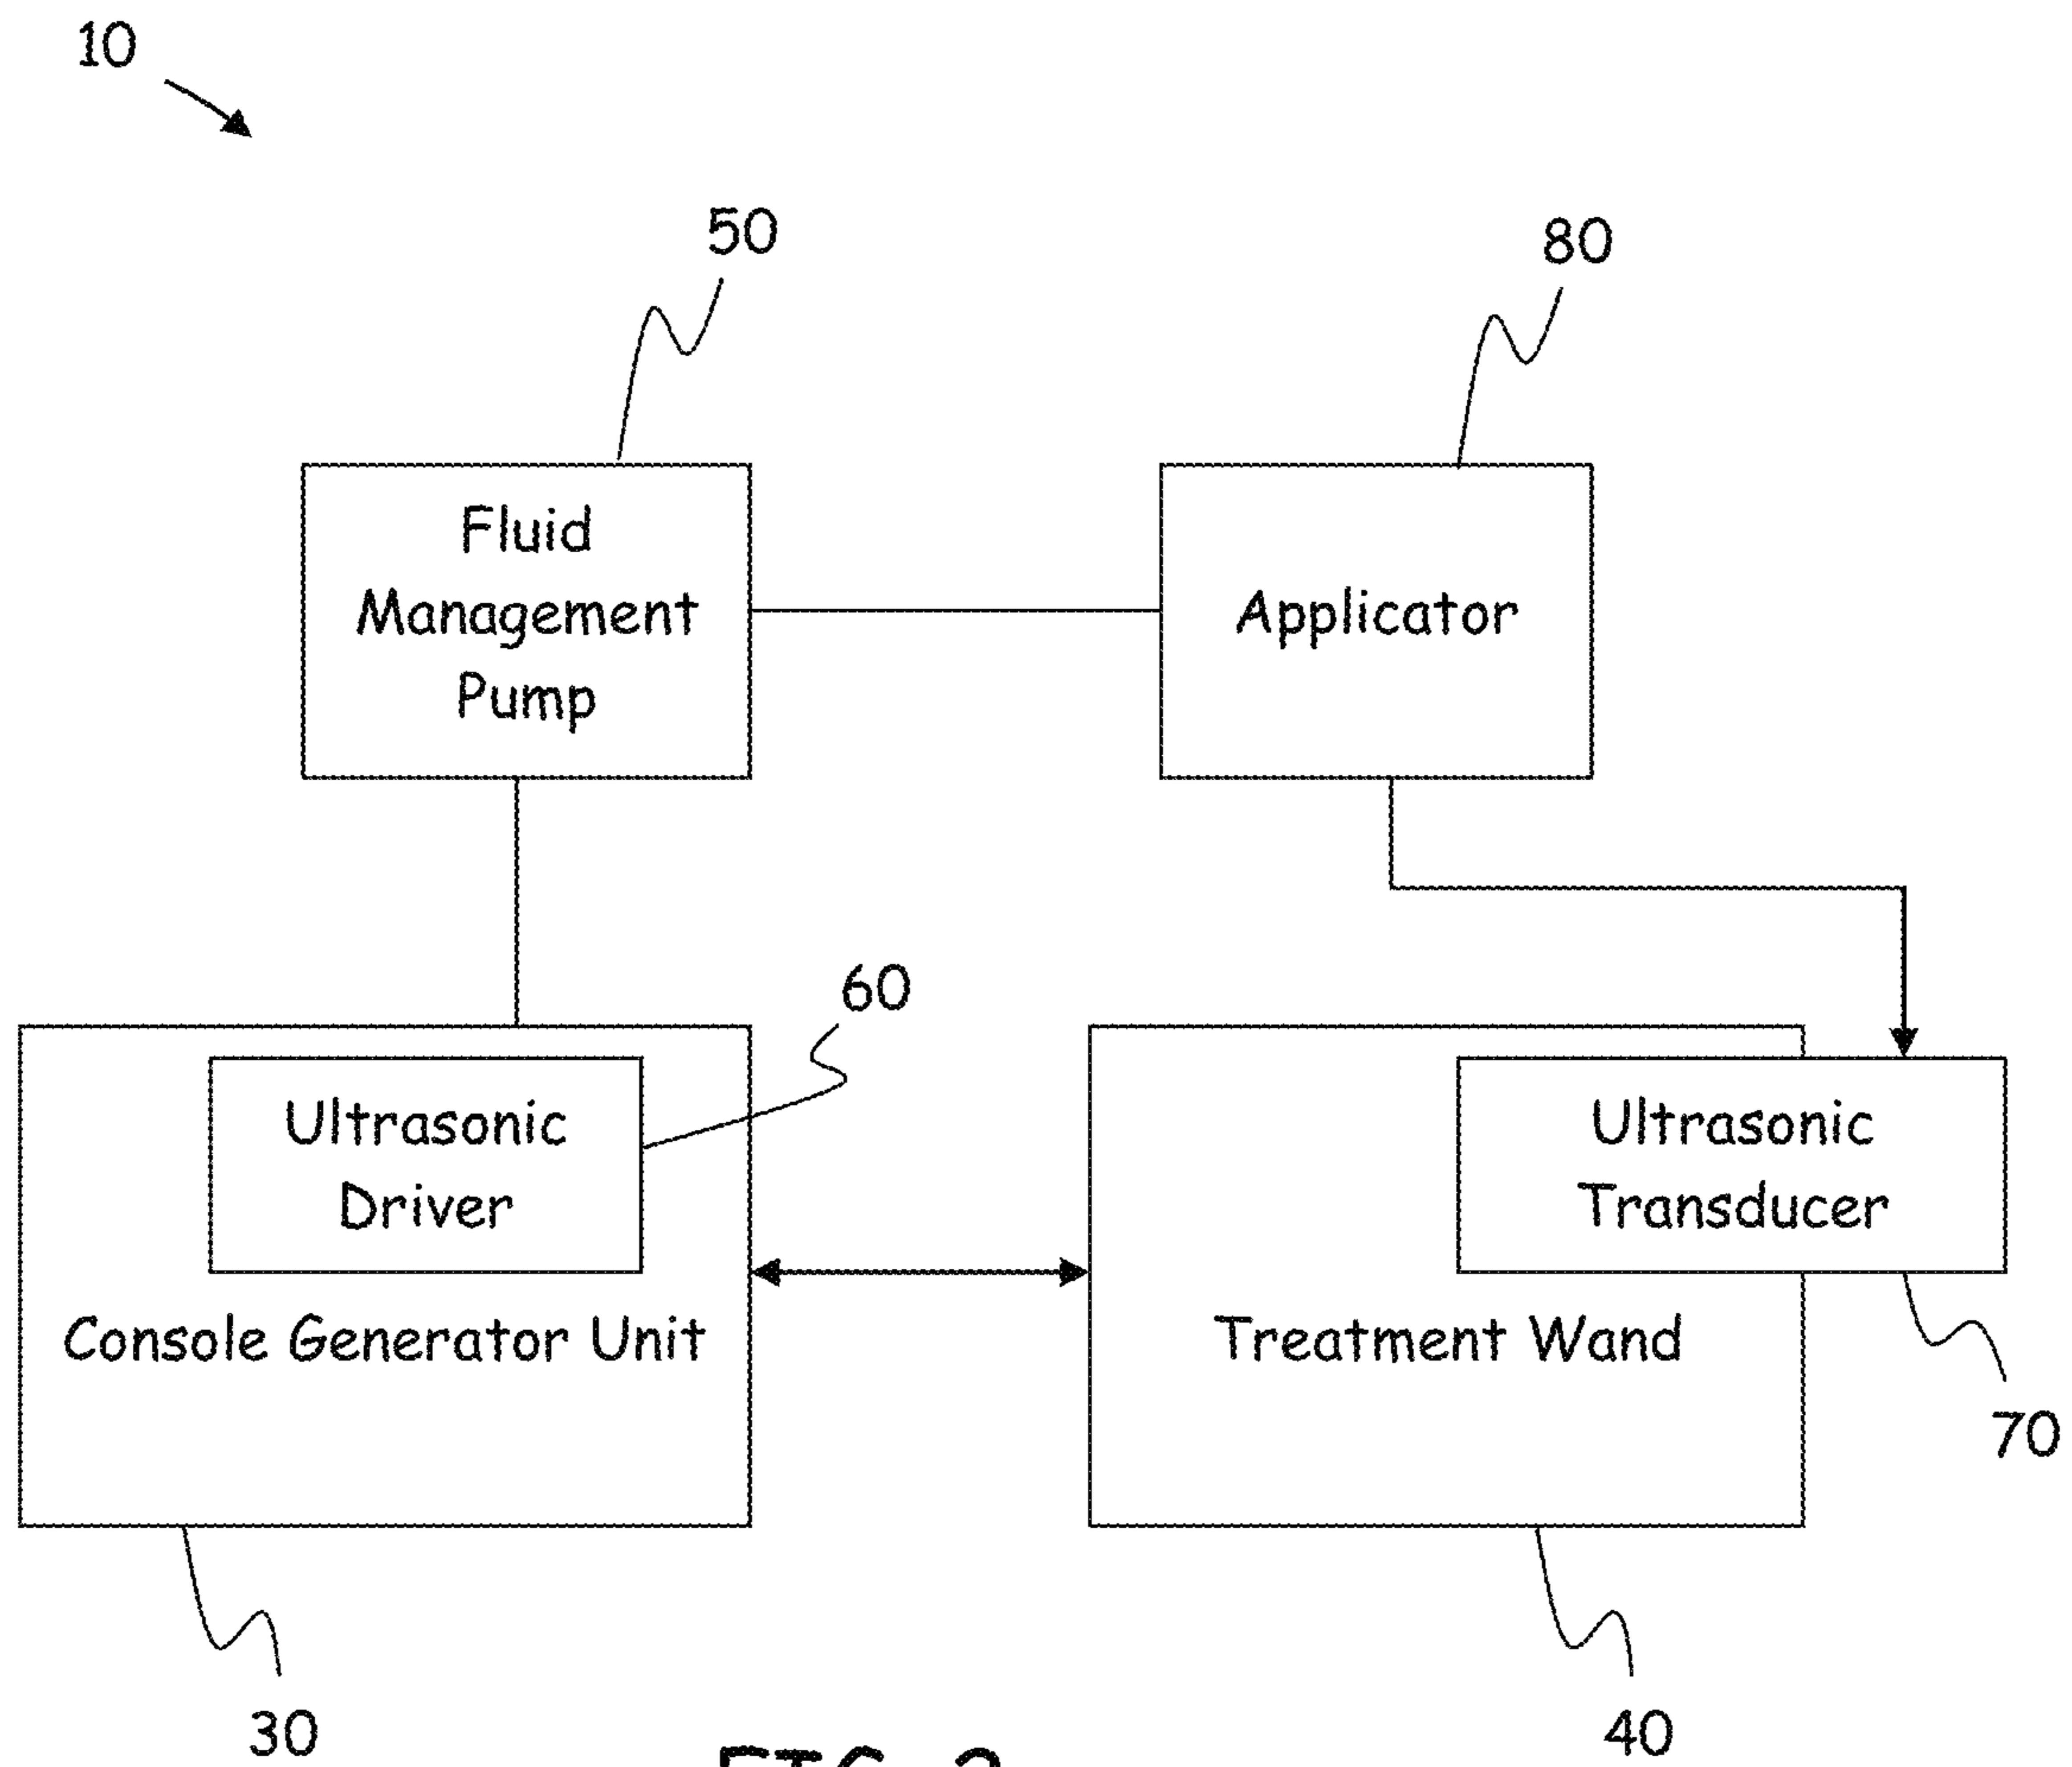 10
50
80
Fluid
Management
Pump
Applicator
60
Ultrasonic
Driver
Console Generator Unit
Ultrasonic
Transducer
Treatment Wand
70
30
40